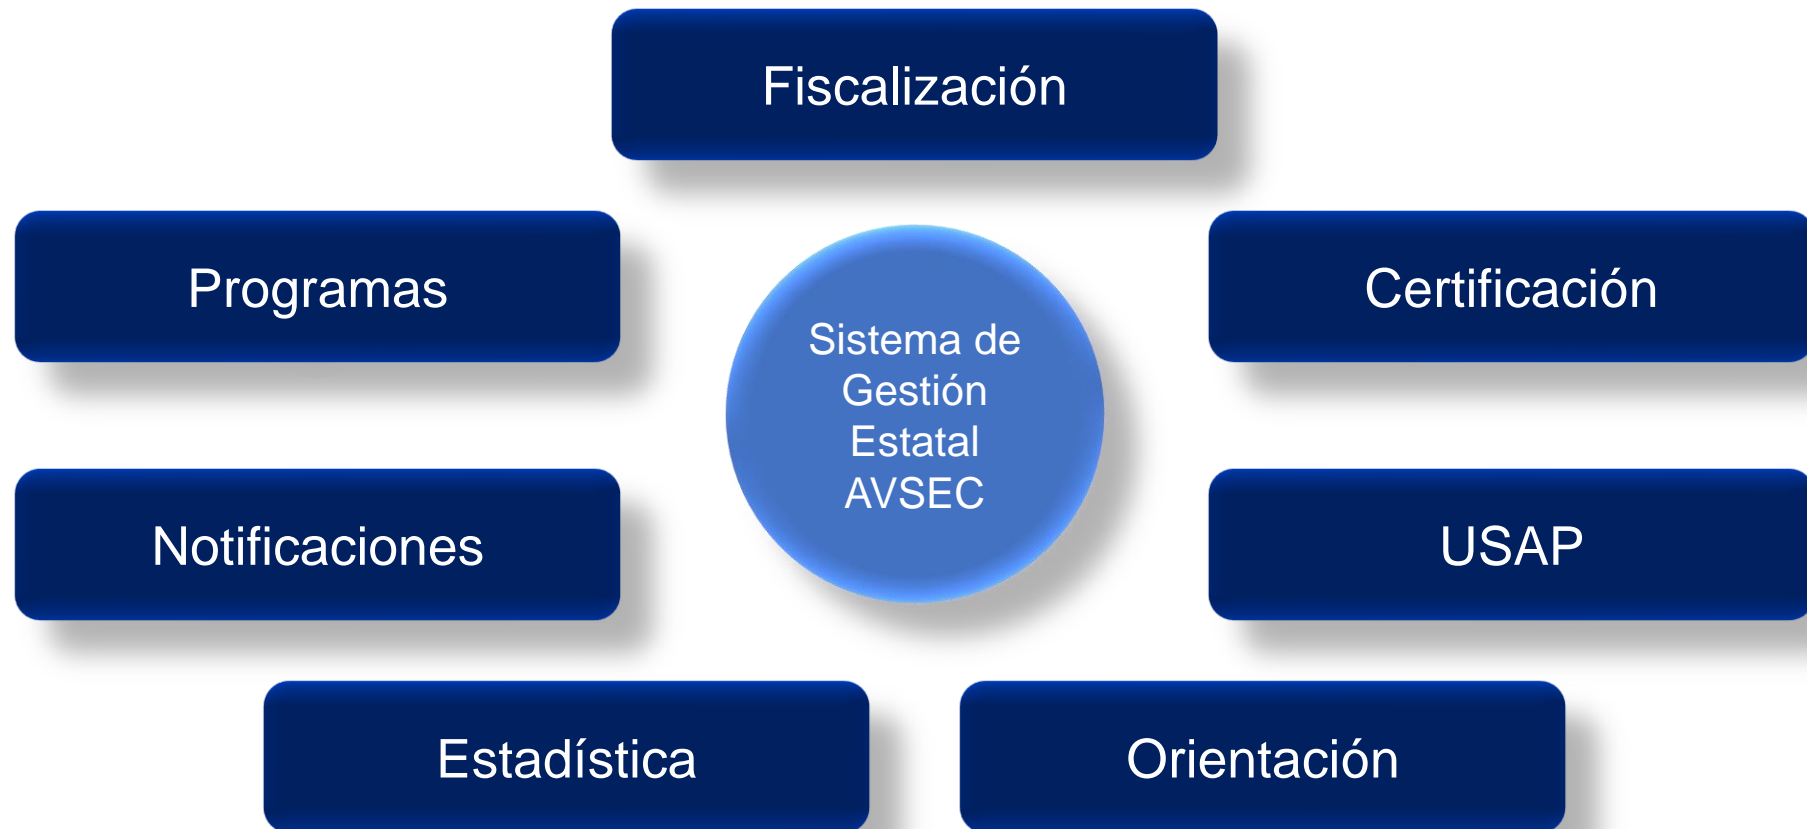 Fiscalización
Programas
Certificación
Sistema de
Gestión
Estatal
AVSEC
Notificaciones
USAP
Estadística
Orientación